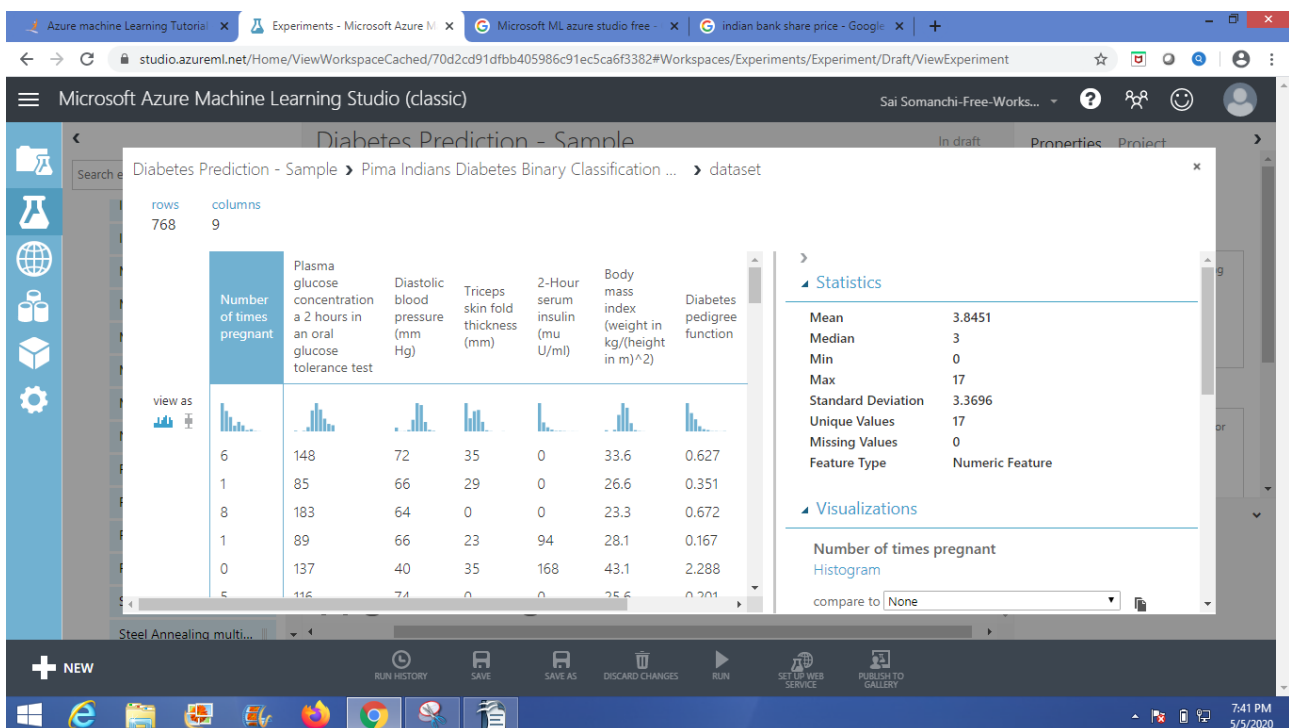 Azure machine Learning Tutorial
Experiments - Microsoft Azure M
Microsoft ML azure studio free -
indian bank share price - Google
studio.azureml.net/Home/ViewWorkspaceCached/70d2cd91dfbb405986c91ec5ca6f3382#Workspaces/Experiments/Experiment/Draft/ViewExperiment
Microsoft Azure Machine Learning Studio (classic)
Sai Somanchi-Free-Works...
Diabetes Prediction - Sample
In draft
Properties Project
Search e
Diabetes Prediction - Sample › Pima Indians Diabetes Binary Classification ... › dataset
rows columns
768 9
Number of times pregnant
Plasma glucose concentration a 2 hours in an oral glucose tolerance test
Diastolic blood pressure (mm Hg)
Triceps skin fold thickness (mm)
2-Hour serum insulin (mu U/ml)
Body mass index (weight in kg/(height in m)^2)
Diabetes pedigree function
view as
6 148 72 35 0 33.6 0.627
1 85 66 29 0 26.6 0.351
8 183 64 0 0 23.3 0.672
1 89 66 23 94 28.1 0.167
0 137 40 35 168 43.1 2.288
5 116 74 0 0 25.6 0.201
Statistics
Mean 3.8451
Median 3
Min 0
Max 17
Standard Deviation 3.3696
Unique Values 17
Missing Values 0
Feature Type Numeric Feature
Visualizations
Number of times pregnant
Histogram
compare to None
Steel Annealing multi...
NEW
RUN HISTORY
SAVE
SAVE AS
DISCARD CHANGES
RUN
SET UP WEB SERVICE
PUBLISH TO GALLERY
7:41 PM
5/5/2020